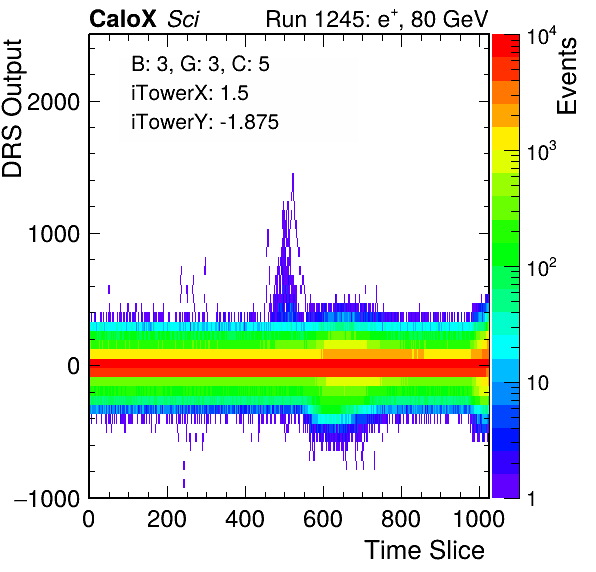 CaloX Sci Run 1245: e⁺, 80 GeV
B: 3, G: 3, C: 5
iTowerX: 1.5
iTowerY: -1.875
DRS Output
2000
1000
0
−1000
0 200 400 600 800 1000
Time Slice
Events
10⁴
10³
10²
10
1